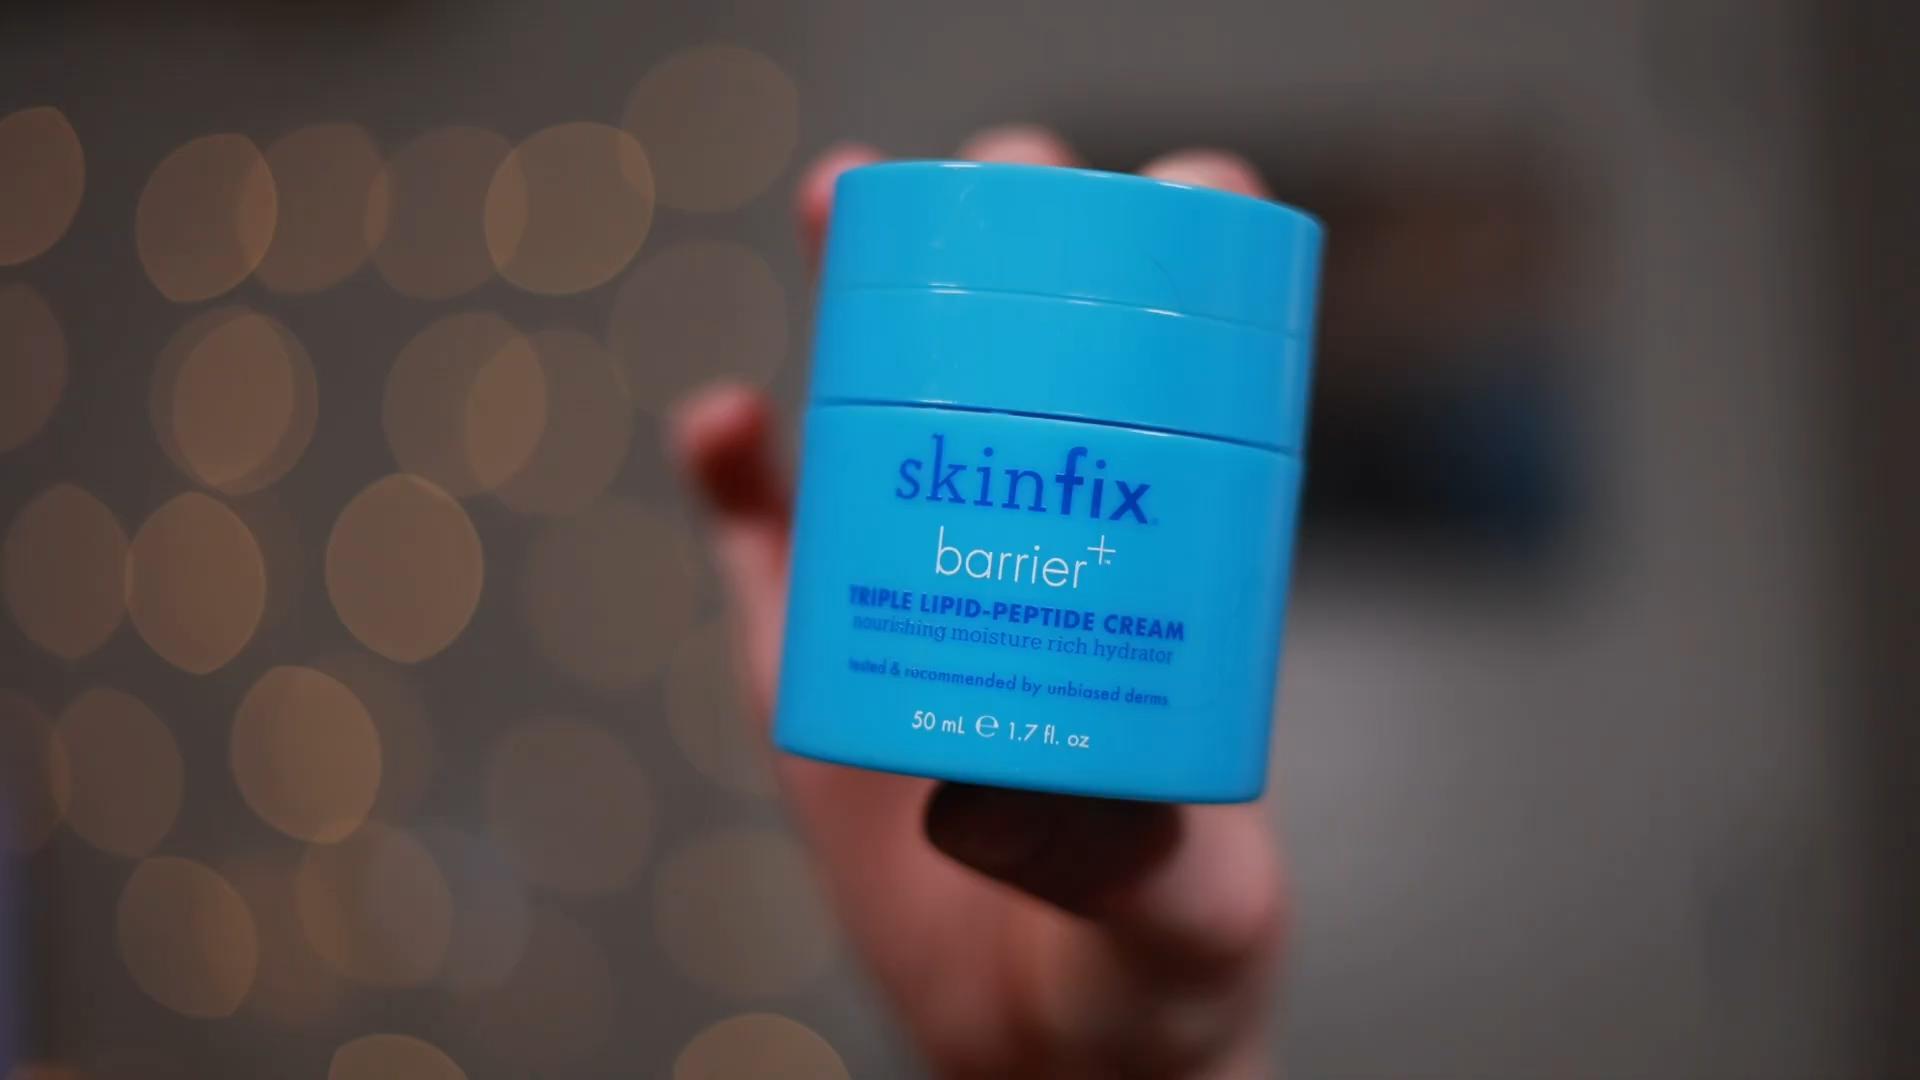 skinfix
barrier+™
TRIPLE LIPID-PEPTIDE CREAM
nourishing moisture rich hydrator
tested & recommended by unbiased derms
50 mL ℮ 1.7 fl. oz